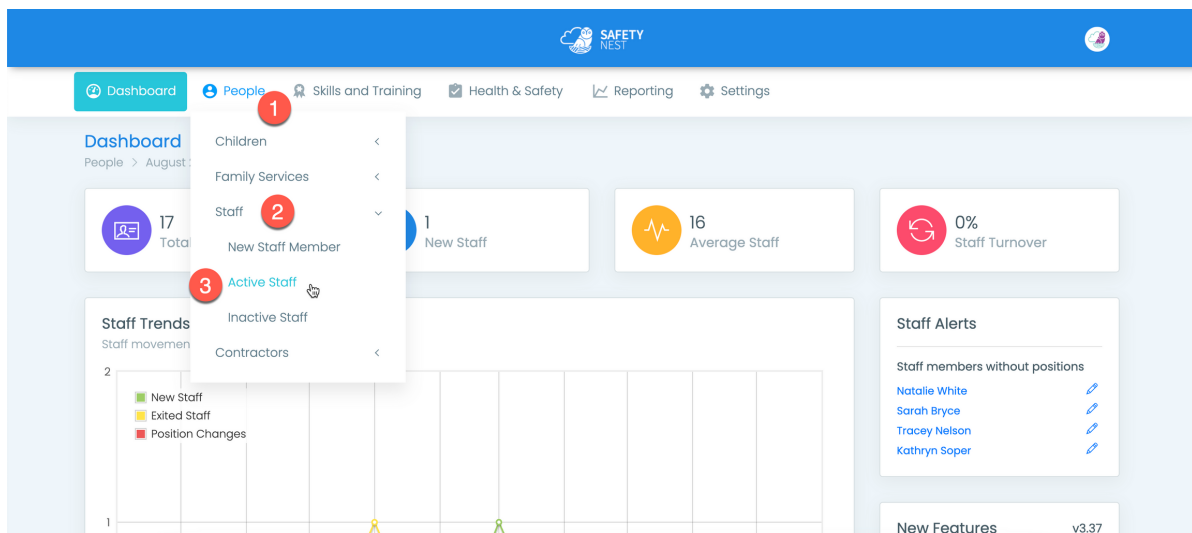 SAFETY
NEST
Dashboard People Skills and Training Health & Safety Reporting Settings
1
Dashboard
People > August
Children
Family Services
Staff 2
New Staff Member
3 Active Staff
Inactive Staff
Contractors
17
1
New Staff
16
Average Staff
0%
Staff Turnover
Staff Trends
Staff
2
New Staff
Exited Staff
Position Changes
1
Staff Alerts
Staff members without positions
Natalie White
Sarah Bryce
Tracey Nelson
Kathryn Soper
New Features v3.37